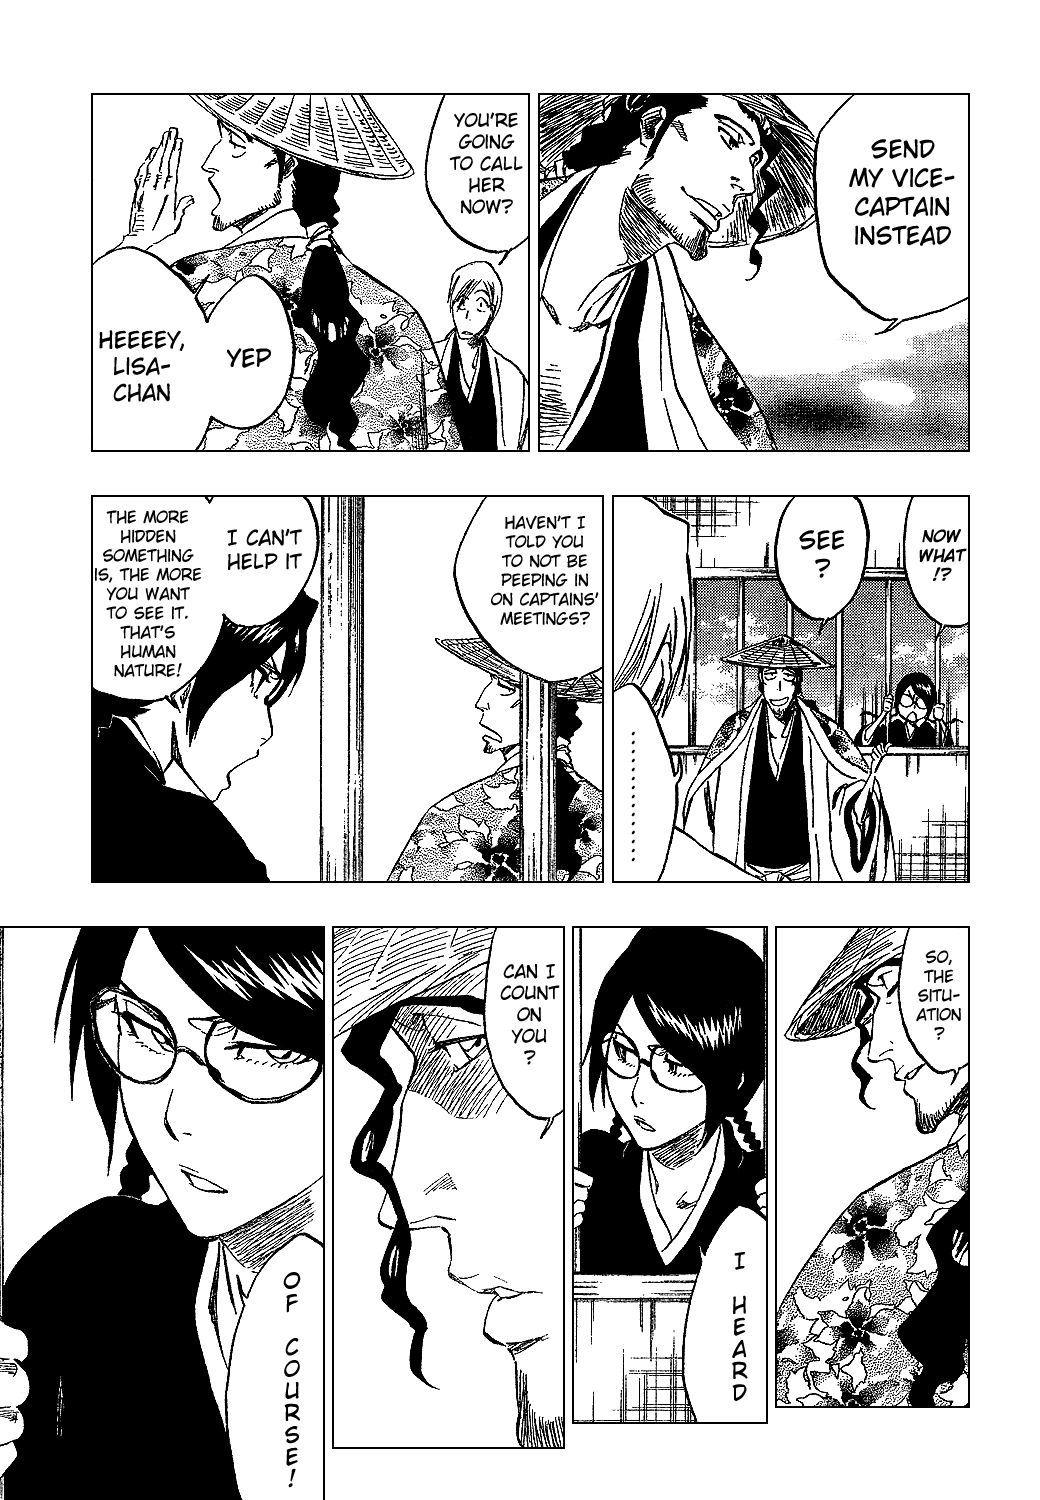 SEND
MY VICE-
CAPTAIN
INSTEAD
YOU'RE
GOING
TO CALL
HER
NOW?
YEP
HEEEEY,
LISA-
CHAN
NOW
WHAT
!?
SEE
?
.........
HAVEN'T I
TOLD YOU
TO NOT BE
PEEPING IN
ON CAPTAINS'
MEETINGS?
I CAN'T
HELP IT
THE MORE
HIDDEN
SOMETHING
IS, THE MORE
YOU WANT
TO SEE IT.
THAT'S
HUMAN
NATURE!
SO,
THE
SITU-
ATION
?
I HEARD
CAN I
COUNT
ON
YOU
?
OF COURSE!